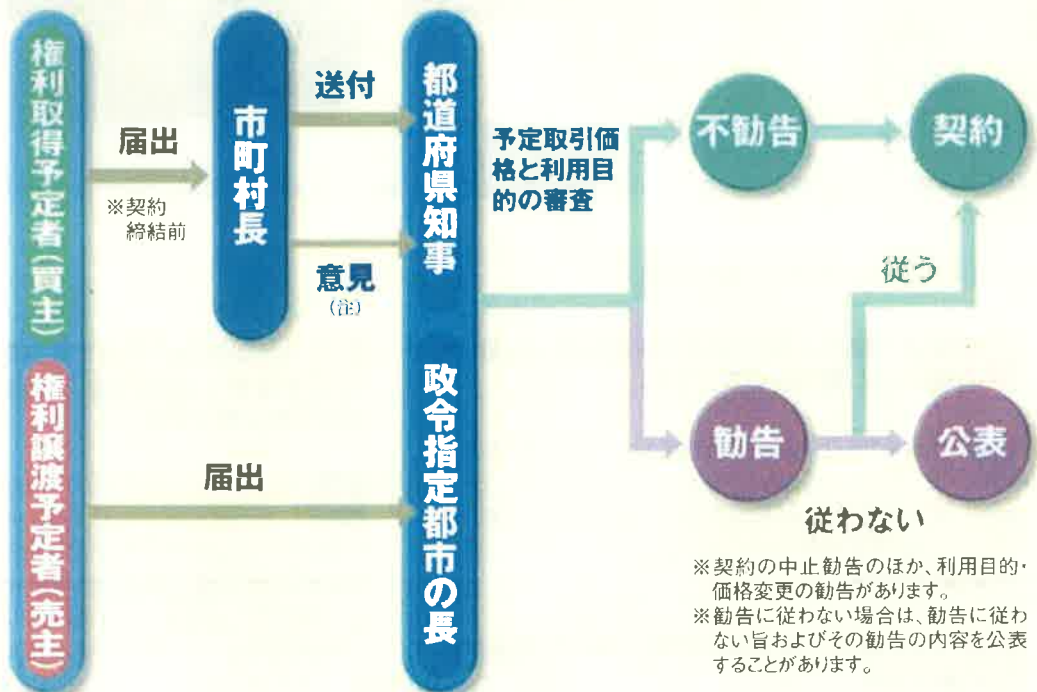 権利取得予定者(買主)
権利譲渡予定者(売主)
届出
※契約
締結前
市町村長
送付
意見
(注)
届出
都道府県知事
政令指定都市の長
予定取引価
格と利用目
的の審査
不勧告
契約
従う
勧告
公表
従わない
※契約の中止勧告のほか、利用目的・
価格変更の勧告があります。
※勧告に従わない場合は、勧告に従わ
ない旨およびその勧告の内容を公表
することがあります。